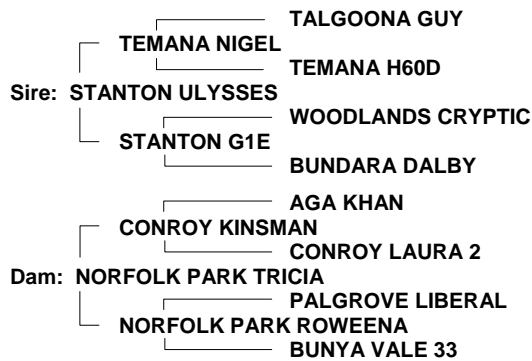 TALGOONA GUY
TEMANA NIGEL
TEMANA H60D
Sire: STANTON ULYSSES
WOODLANDS CRYPTIC
STANTON G1E
BUNDARA DALBY
AGA KHAN
CONROY KINSMAN
CONROY LAURA 2
Dam: NORFOLK PARK TRICIA
PALGROVE LIBERAL
NORFOLK PARK ROWEENA
BUNYA VALE 33